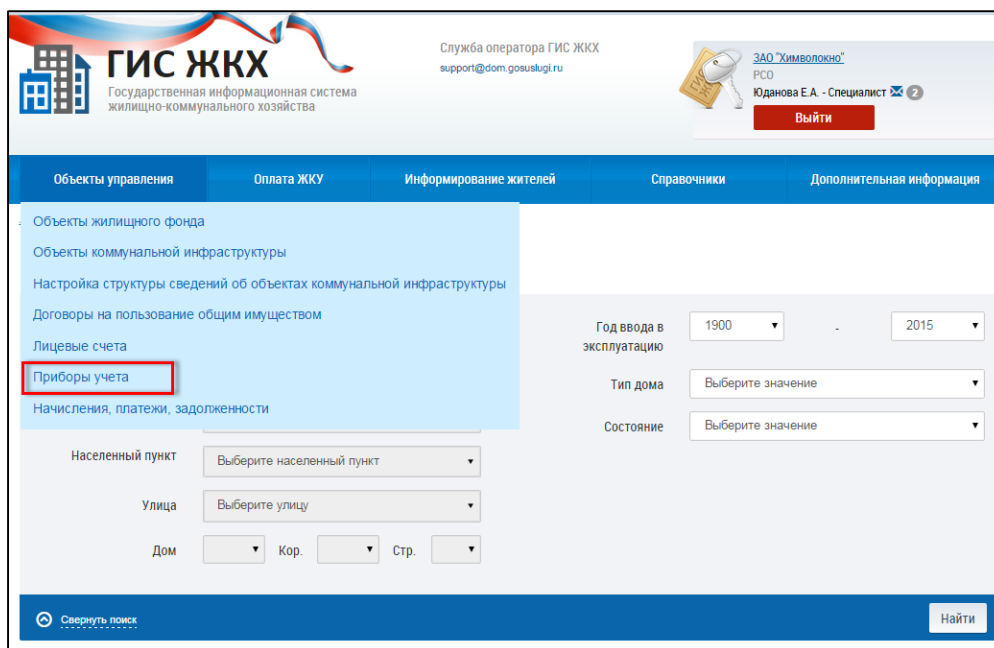 ГИС ЖКХ
Государственная информационная система
жилищно-коммунального хозяйства
Служба оператора ГИС ЖКХ
support@dom.gosuslugi.ru
ГИС
ЖКХ
ЗАО "Химволокно"
РСО
Юданова Е.А. - Специалист 2
Выйти
Объекты управления Оплата ЖКУ Информирование жителей Справочники Дополнительная информация
Объекты жилищного фонда
Объекты коммунальной инфраструктуры
Настройка структуры сведений об объектах коммунальной инфраструктуры
Договоры на пользование общим имуществом
Лицевые счета
Приборы учета
Начисления, платежи, задолженности
Год ввода в
эксплуатацию
1900 - 2015
Тип дома Выберите значение
Состояние Выберите значение
Населенный пункт Выберите населенный пункт
Улица Выберите улицу
Дом Кор. Стр.
Свернуть поиск Найти